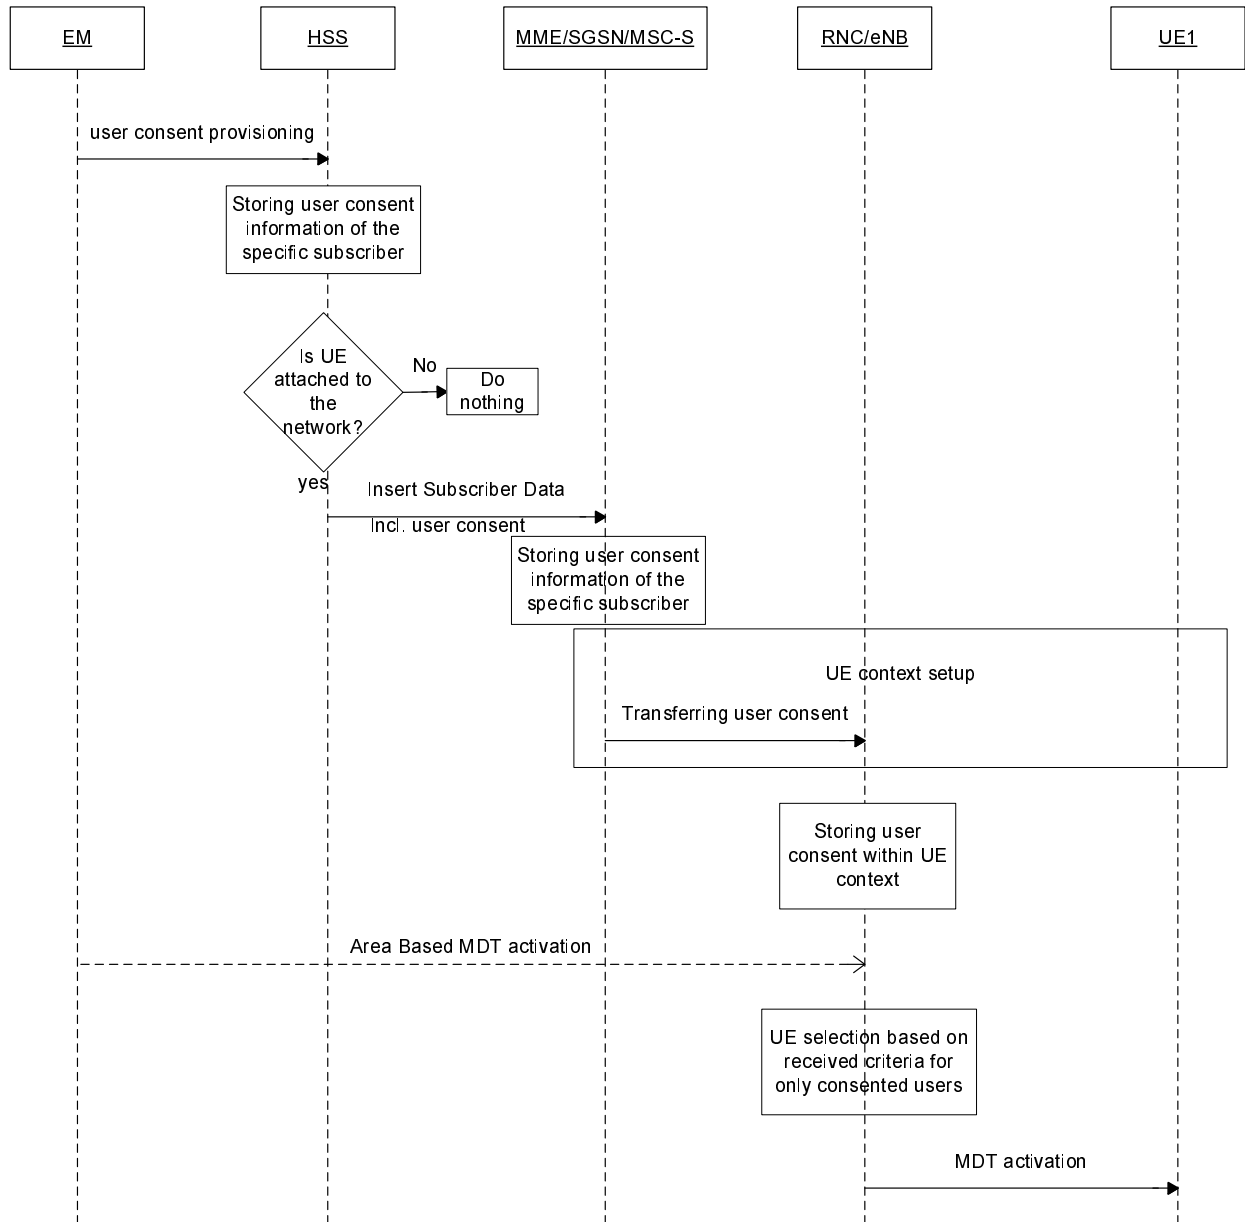 EM
HSS
MME/SGSN/MSC-S
RNC/eNB
UE1
user consent provisioning
Storing user consent
information of the
specific subscriber
Is UE
attached to
the
network?
No
Do
nothing
yes
Insert Subscriber Data
Incl. user consent
Storing user consent
information of the
specific subscriber
UE context setup
Transferring user consent
Storing user
consent within UE
context
Area Based MDT activation
UE selection based on
received criteria for
only consented users
MDT activation